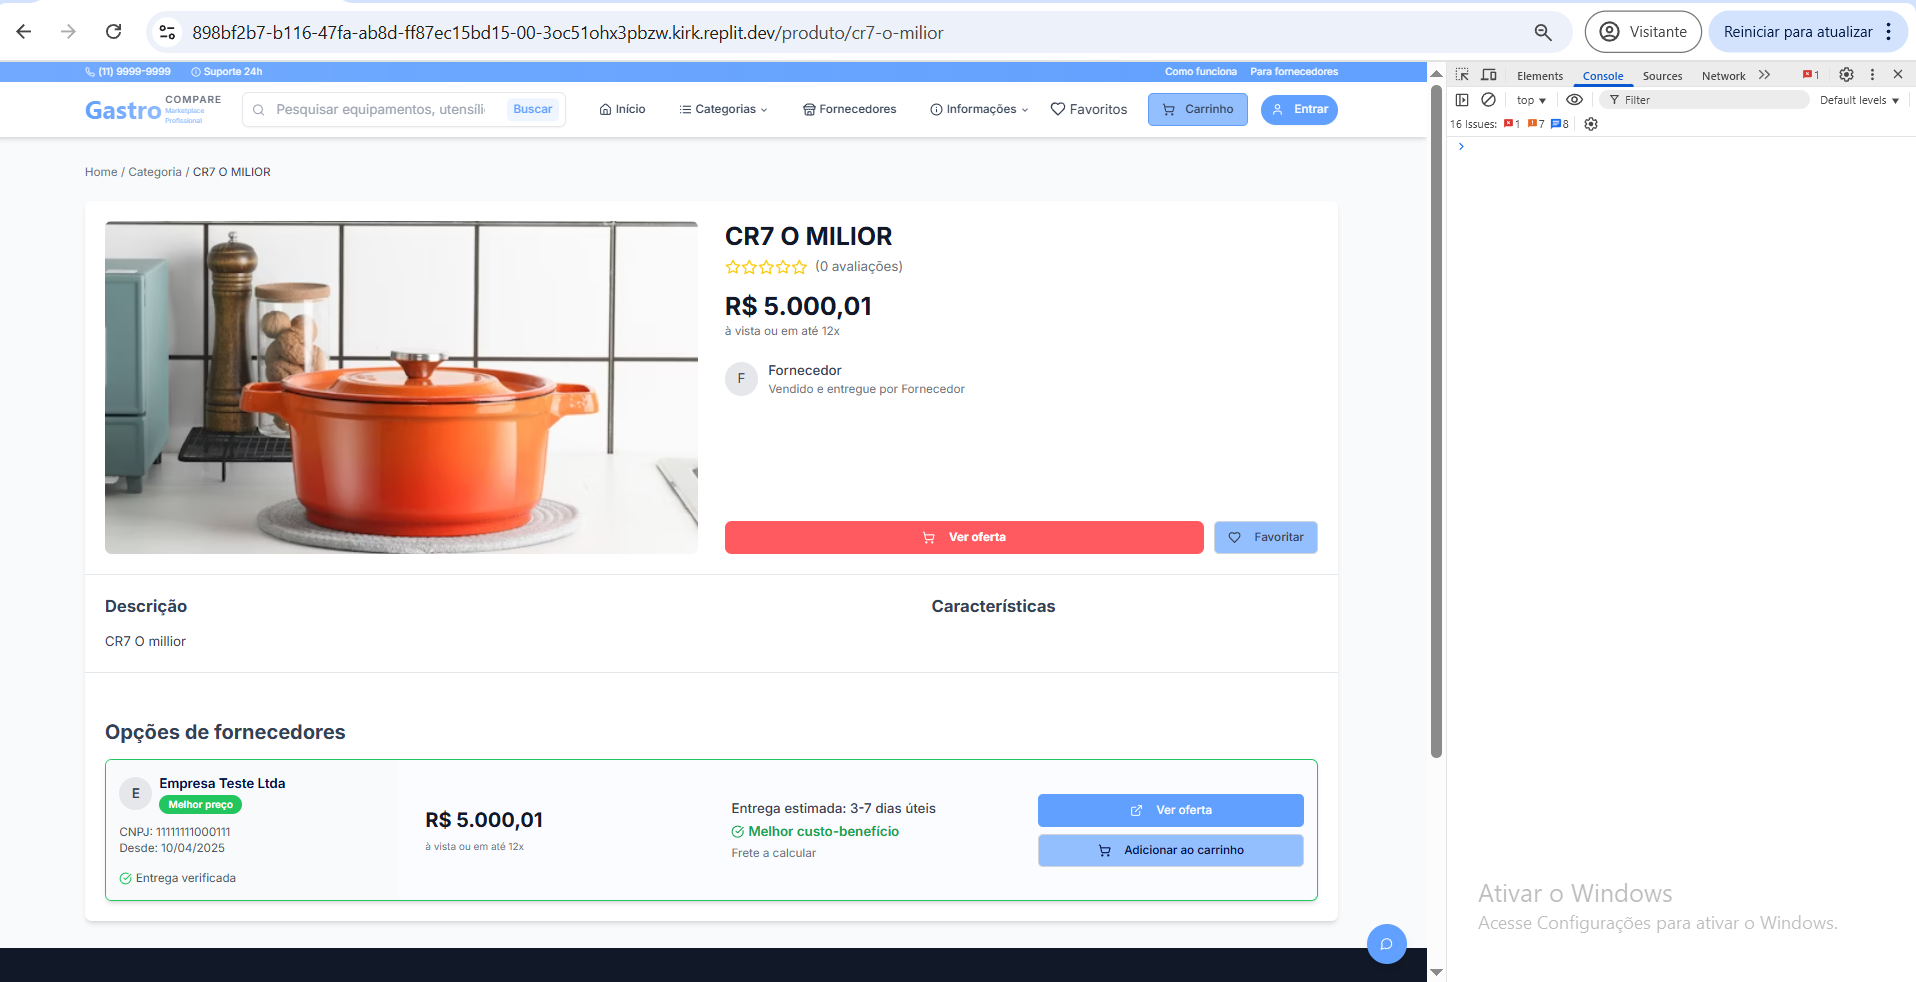 898bf2b7-b116-47fa-ab8d-ff87ec15bd15-00-3oc51ohx3pbzw.kirk.replit.dev/produto/cr7-o-milior
Visitante
Reiniciar para atualizar
(11) 9999-9999 Suporte 24h
Como funciona Para fornecedores
Gastro COMPARE
Marketplace
Profissional
Pesquisar equipamentos, utensíli
Buscar
Início
Categorias
Fornecedores
Informações
Favoritos
Carrinho
Entrar
Elements Console Sources Network 1
top Filter Default levels
16 Issues: 1 7 8
Home / Categoria / CR7 O MILIOR
CR7 O MILIOR
(0 avaliações)
R$ 5.000,01
à vista ou em até 12x
F
Fornecedor
Vendido e entregue por Fornecedor
Ver oferta
Favoritar
Descrição
CR7 O millior
Características
Opções de fornecedores
E
Empresa Teste Ltda
Melhor preço
CNPJ: 11111111000111
Desde: 10/04/2025
Entrega verificada
R$ 5.000,01
à vista ou em até 12x
Entrega estimada: 3-7 dias úteis
Melhor custo-benefício
Frete a calcular
Ver oferta
Adicionar ao carrinho
Ativar o Windows
Acesse Configurações para ativar o Windows.